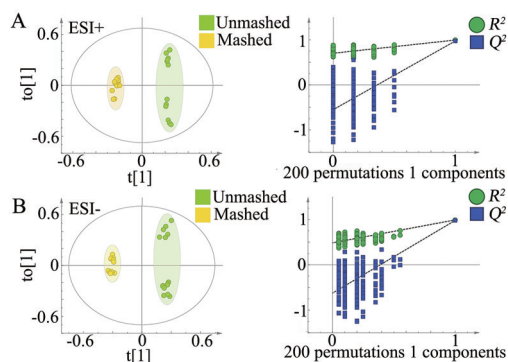 A
ESI+
Unmashed
Mashed
to[1]
0.6
0
-0.6
-0.6
0
0.6
t[1]
R²
Q²
1
0
-1
0
1
200 permutations 1 components
B
ESI-
Unmashed
Mashed
to[1]
0.6
0
-0.6
-0.6
0
0.6
t[1]
R²
Q²
1
0
-1
0
1
200 permutations 1 components